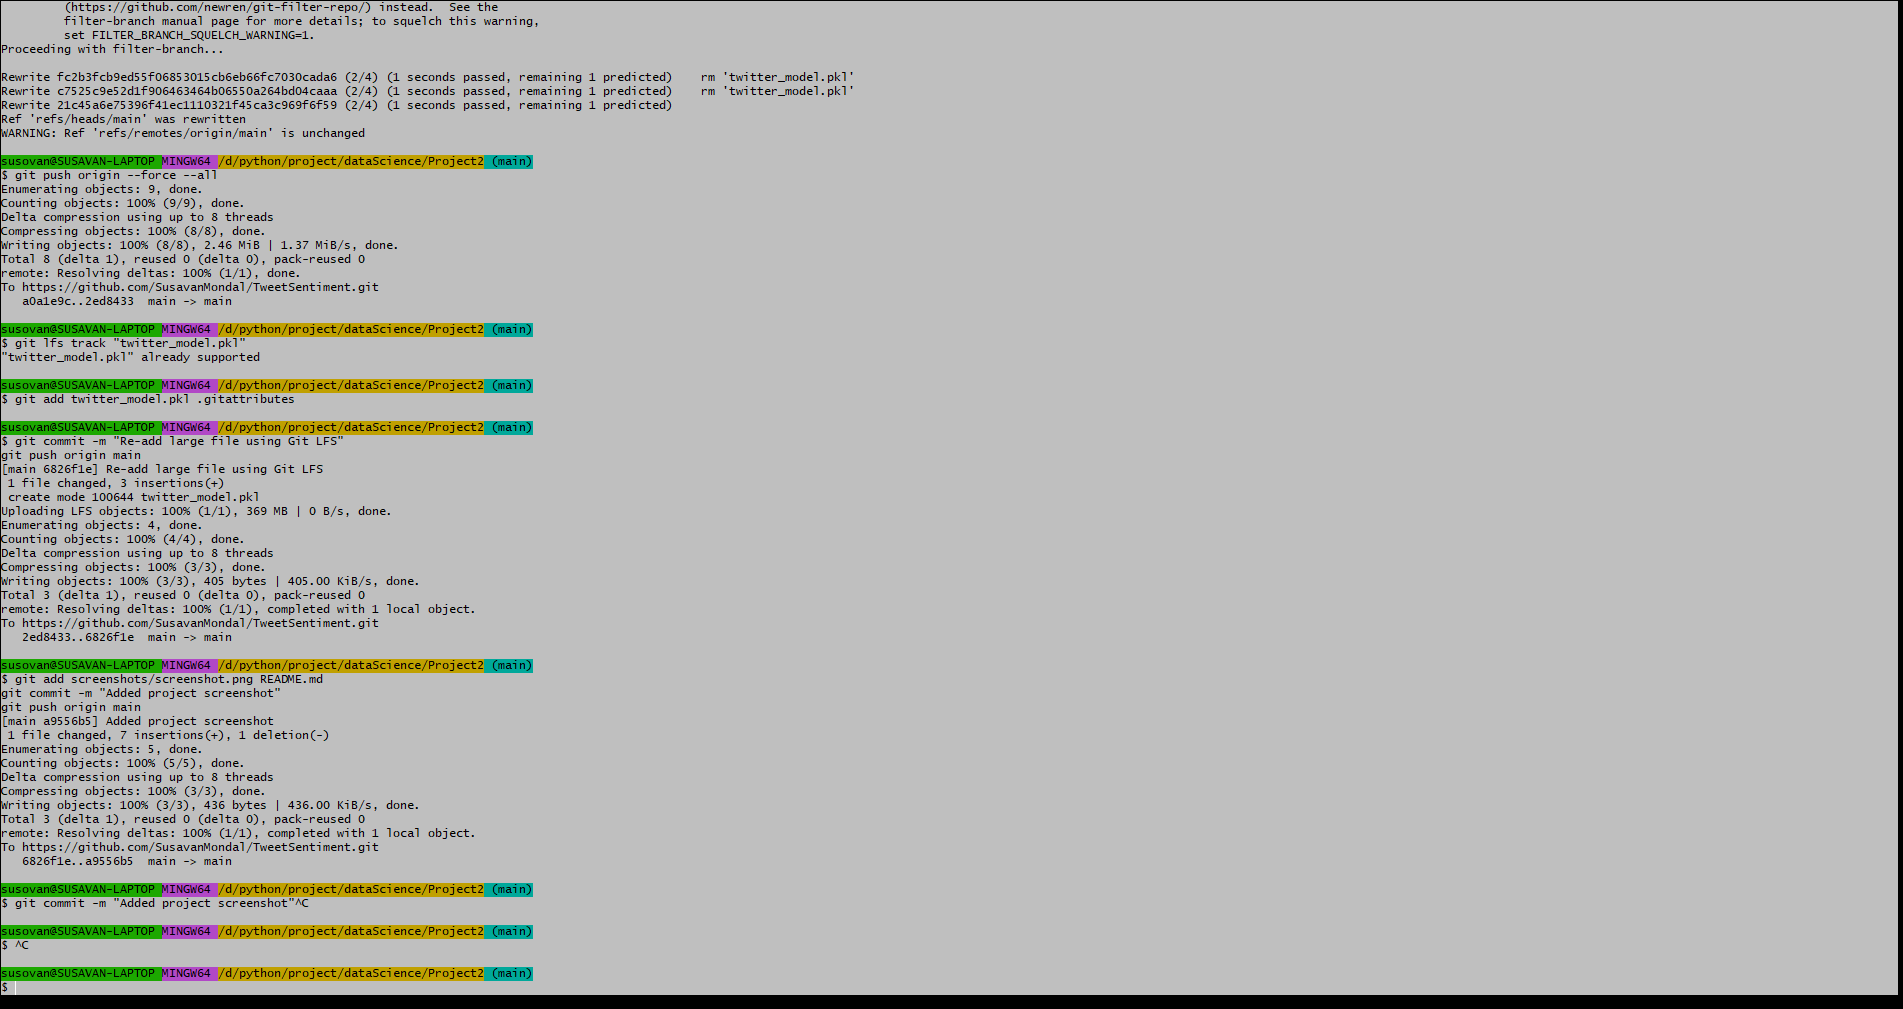 (https://github.com/newren/git-filter-repo/) instead.  See the
filter-branch manual page for more details; to squelch this warning,
set FILTER_BRANCH_SQUELCH_WARNING=1.
Proceeding with filter-branch...
Rewrite fc2b3fcb9ed55f06853015cb6eb66fc7030cada6 (2/4) (1 seconds passed, remaining 1 predicted)    rm 'twitter_model.pkl'
Rewrite c7525c9e52d1f906463464b06550a264bd04caaa (2/4) (1 seconds passed, remaining 1 predicted)    rm 'twitter_model.pkl'
Rewrite 21c45a6e75396f41ec1110321f45ca3c969f6f59 (2/4) (1 seconds passed, remaining 1 predicted)
Ref 'refs/heads/main' was rewritten
WARNING: Ref 'refs/remotes/origin/main' is unchanged
susovan@SUSAVAN-LAPTOP MINGW64 /d/python/project/dataScience/Project2 (main)
$ git push origin --force --all
Enumerating objects: 9, done.
Counting objects: 100% (9/9), done.
Delta compression using up to 8 threads
Compressing objects: 100% (8/8), done.
Writing objects: 100% (8/8), 2.46 MiB | 1.37 MiB/s, done.
Total 8 (delta 1), reused 0 (delta 0), pack-reused 0
remote: Resolving deltas: 100% (1/1), done.
To https://github.com/SusavanMondal/TweetSentiment.git
a0a1e9c..2ed8433  main -> main
susovan@SUSAVAN-LAPTOP MINGW64 /d/python/project/dataScience/Project2 (main)
$ git lfs track "twitter_model.pkl"
"twitter_model.pkl" already supported
susovan@SUSAVAN-LAPTOP MINGW64 /d/python/project/dataScience/Project2 (main)
$ git add twitter_model.pkl .gitattributes
susovan@SUSAVAN-LAPTOP MINGW64 /d/python/project/dataScience/Project2 (main)
$ git commit -m "Re-add large file using Git LFS"
git push origin main
[main 6826f1e] Re-add large file using Git LFS
1 file changed, 3 insertions(+)
create mode 100644 twitter_model.pkl
Uploading LFS objects: 100% (1/1), 369 MB | 0 B/s, done.
Enumerating objects: 4, done.
Counting objects: 100% (4/4), done.
Delta compression using up to 8 threads
Compressing objects: 100% (3/3), done.
Writing objects: 100% (3/3), 405 bytes | 405.00 KiB/s, done.
Total 3 (delta 1), reused 0 (delta 0), pack-reused 0
remote: Resolving deltas: 100% (1/1), completed with 1 local object.
To https://github.com/SusavanMondal/TweetSentiment.git
2ed8433..6826f1e  main -> main
susovan@SUSAVAN-LAPTOP MINGW64 /d/python/project/dataScience/Project2 (main)
$ git add screenshots/screenshot.png README.md
git commit -m "Added project screenshot"
git push origin main
[main a9556b5] Added project screenshot
1 file changed, 7 insertions(+), 1 deletion(-)
Enumerating objects: 5, done.
Counting objects: 100% (5/5), done.
Delta compression using up to 8 threads
Compressing objects: 100% (3/3), done.
Writing objects: 100% (3/3), 436 bytes | 436.00 KiB/s, done.
Total 3 (delta 1), reused 0 (delta 0), pack-reused 0
remote: Resolving deltas: 100% (1/1), completed with 1 local object.
To https://github.com/SusavanMondal/TweetSentiment.git
6826f1e..a9556b5  main -> main
susovan@SUSAVAN-LAPTOP MINGW64 /d/python/project/dataScience/Project2 (main)
$ git commit -m "Added project screenshot"^C
susovan@SUSAVAN-LAPTOP MINGW64 /d/python/project/dataScience/Project2 (main)
$ ^C
susovan@SUSAVAN-LAPTOP MINGW64 /d/python/project/dataScience/Project2 (main)
$